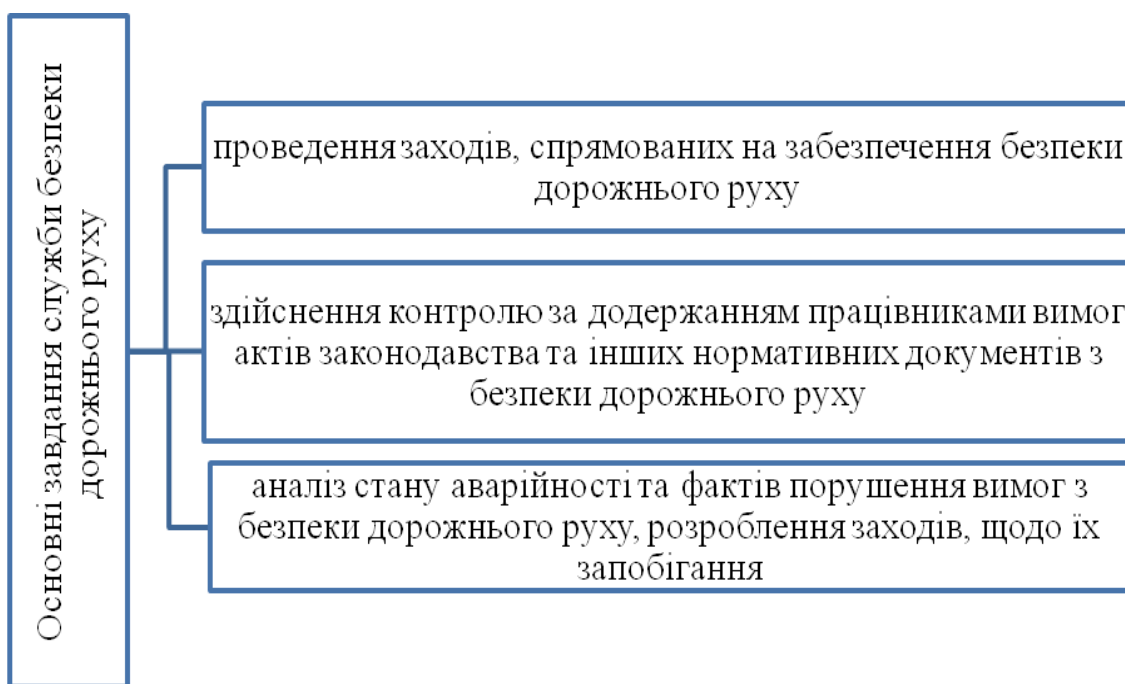 Основні завдання служби безпеки
дорожнього руху
проведення заходів, спрямованих на забезпечення безпеки
дорожнього руху
здійснення контролю за додержанням працівниками вимог
актів законодавства та інших нормативних документів з
безпеки дорожнього руху
аналіз стану аварійності та фактів порушення вимог з
безпеки дорожнього руху, розроблення заходів, щодо їх
запобігання